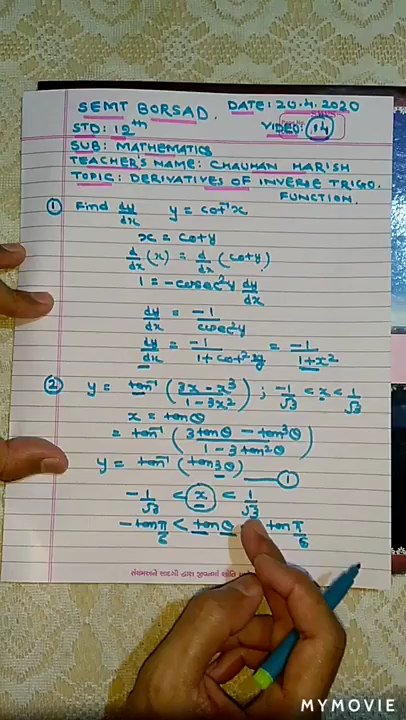 SEMT BORSAD. DATE: 20.4.2020
STD: 12th VIDEO: 14
SUB: MATHEMATICS
TEACHER'S NAME: CHAUHAN HARISH
TOPIC: DERIVATIVES OF INVERSE TRIGO. FUNCTION.
① Find dy/dx y = cot⁻¹x
x = coty
d/dx (x) = d/dx (coty)
1 = -cosec²y dy/dx
dy/dx = -1/cosec²y
dy/dx = -1/(1+cot²y) = -1/(1+x²)
② y = tan⁻¹ (3x - x³ / 1 - 3x²) ; -1/√3 < x < 1/√3
x = tanθ
= tan⁻¹ (3tanθ - tan³θ / 1 - 3tan²θ)
y = tan⁻¹ (tan3θ) —— ①
-1/√3 < x < 1/√3
-tan π/6 < tanθ tan π/6
MYMOVIE